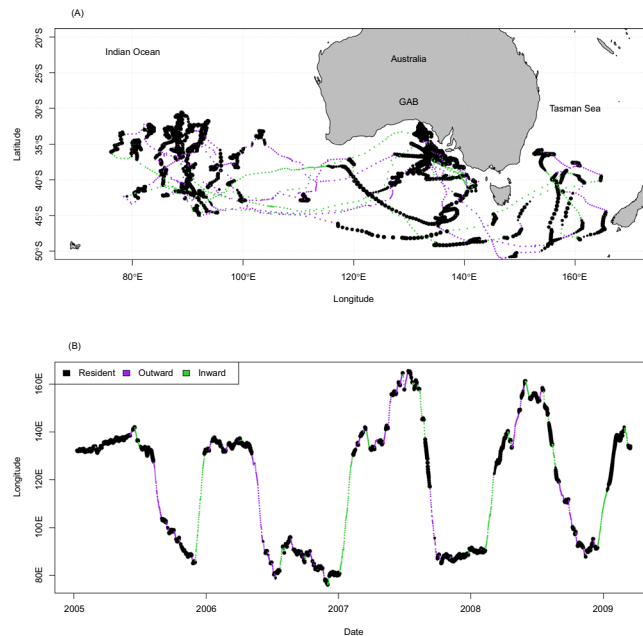 (A)
20°S
25°S
30°S
35°S
40°S
45°S
50°S
Latitude
Indian Ocean
Australia
GAB
Tasman Sea
80°E
100°E
120°E
140°E
160°E
Longitude
(B)
Resident
Outward
Inward
160E
140E
120E
100E
80E
Longitude
2005
2006
2007
2008
2009
Date